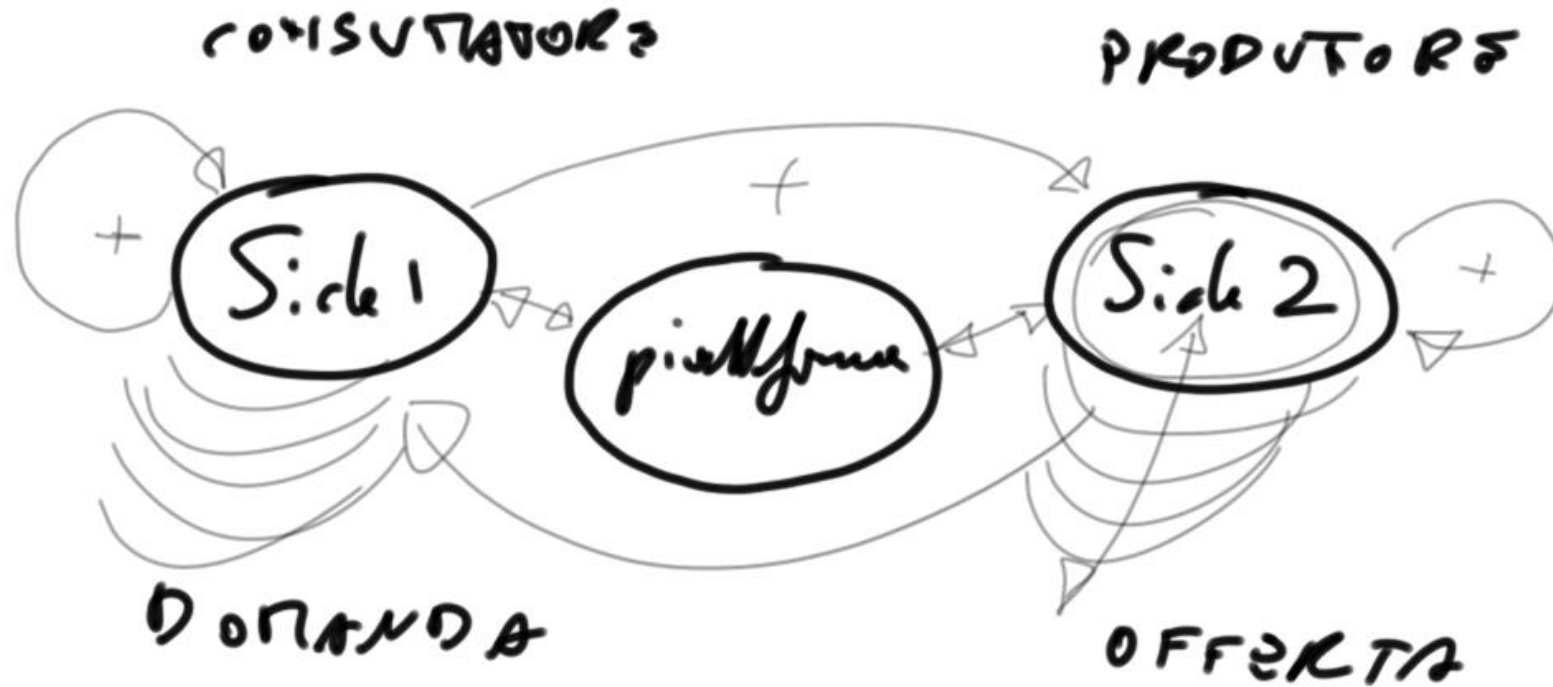 CONSUMATORE
PRODUTORE
+
+
Side 1
Side 2
+
piattaforma
DOMANDA
OFFERTA